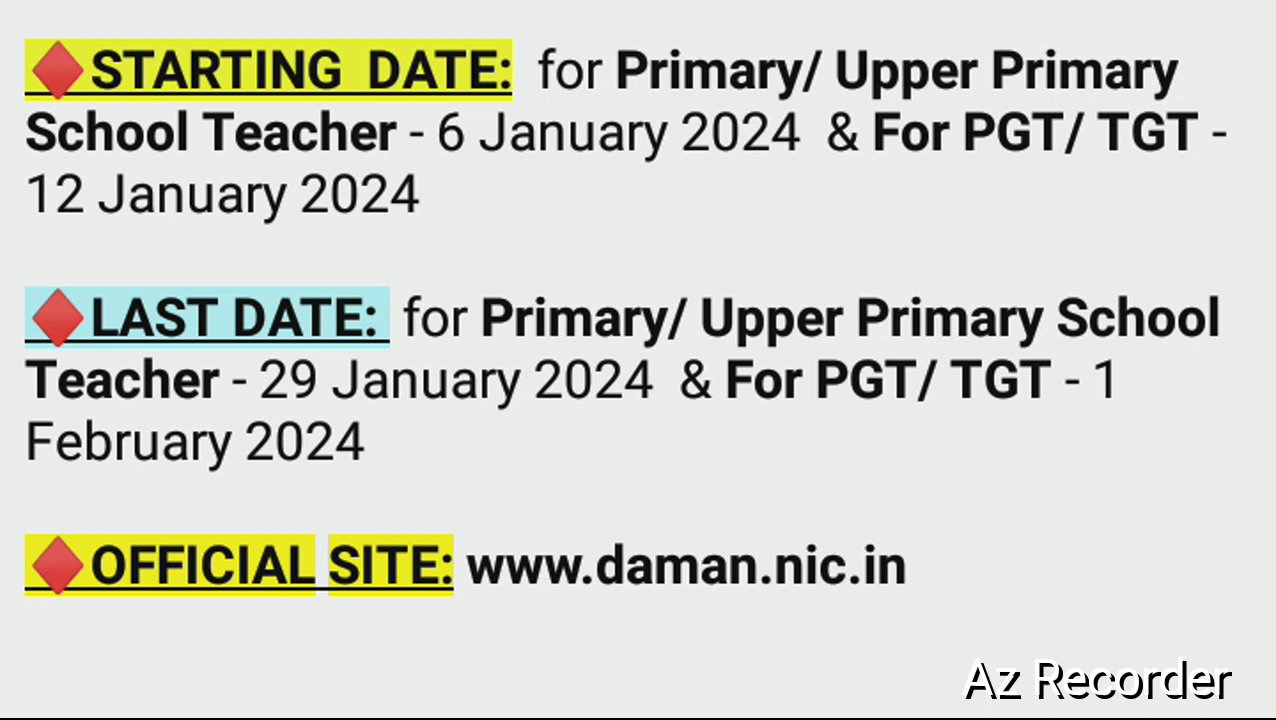 ♦️STARTING DATE: for Primary/ Upper Primary
School Teacher - 6 January 2024 & For PGT/ TGT -
12 January 2024
♦️LAST DATE: for Primary/ Upper Primary School
Teacher - 29 January 2024 & For PGT/ TGT - 1
February 2024
♦️OFFICIAL SITE: www.daman.nic.in
Az Recorder